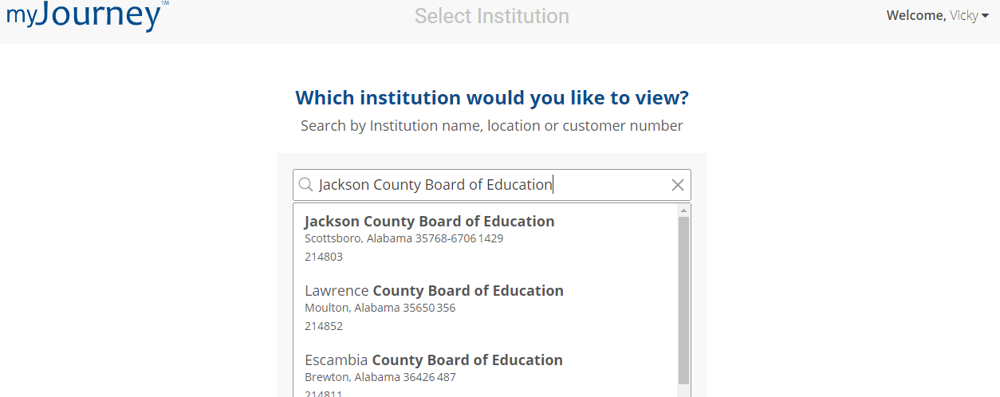 myJourney™
Select Institution
Welcome, Vicky
Which institution would you like to view?
Search by Institution name, location or customer number
Jackson County Board of Education
Jackson County Board of Education
Scottsboro, Alabama 35768-6706 1429
214803
Lawrence County Board of Education
Moulton, Alabama 35650 356
214852
Escambia County Board of Education
Brewton, Alabama 36426 487
214811